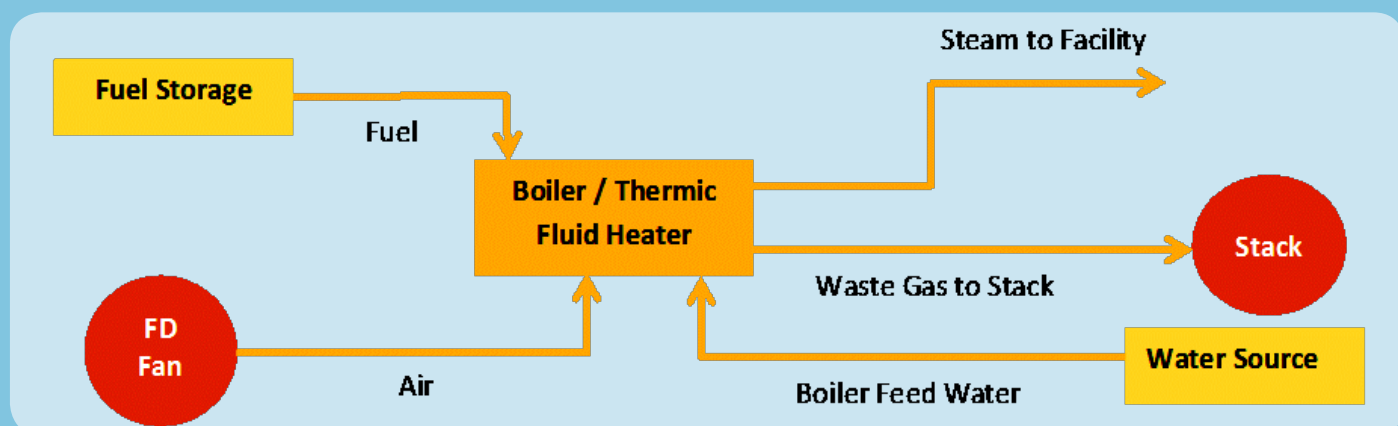 Steam to Facility
Fuel Storage
Fuel
Boiler / Thermic
Fluid Heater
Stack
Waste Gas to Stack
FD
Fan
Air
Water Source
Boiler Feed Water